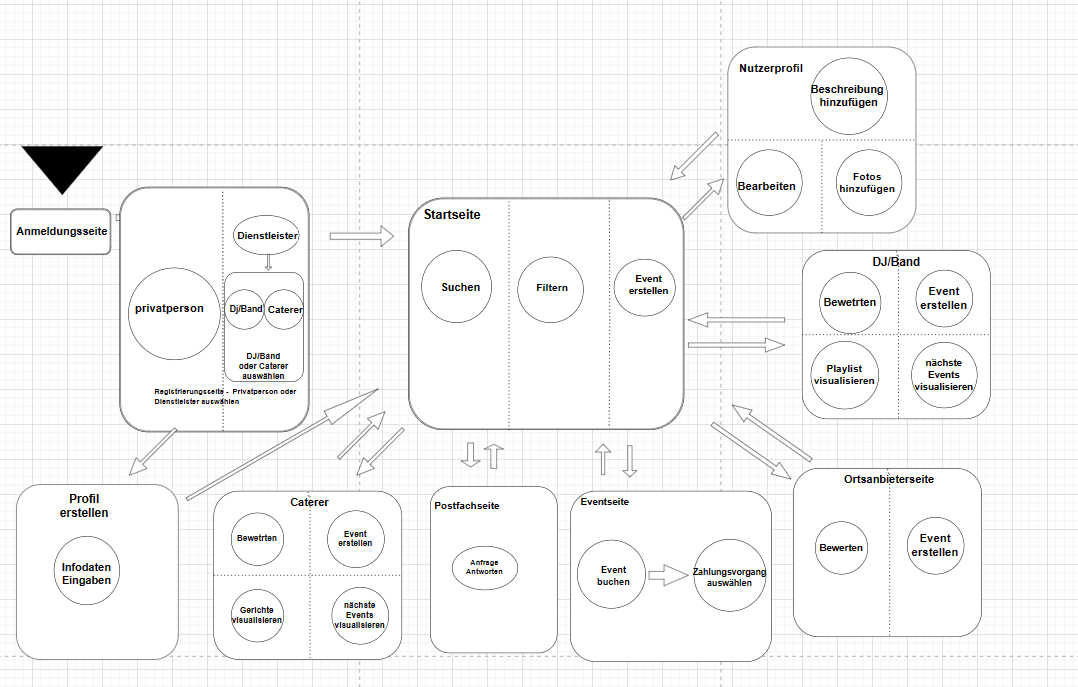 Anmeldungsseite
Dienstleister
privatperson
Dj/Band
Caterer
DJ/Band
oder Caterer
auswählen
Registrierungsseite - Privatperson oder
Dienstleister auswählen
Startseite
Suchen
Filtern
Event
erstellen
Nutzerprofil
Beschreibung
hinzufügen
Bearbeiten
Fotos
hinzufügen
DJ/Band
Bewetrten
Event
erstellen
Playlist
visualisieren
nächste
Events
visualisieren
Profil
erstellen
Infodaten
Eingaben
Caterer
Bewetrten
Event
erstellen
Gerichte
visualisieren
nächste
Events
visualisieren
Postfachseite
Anfrage
Antworten
Eventseite
Event
buchen
Zahlungsvorgang
auswählen
Ortsanbieterseite
Bewerten
Event
erstellen